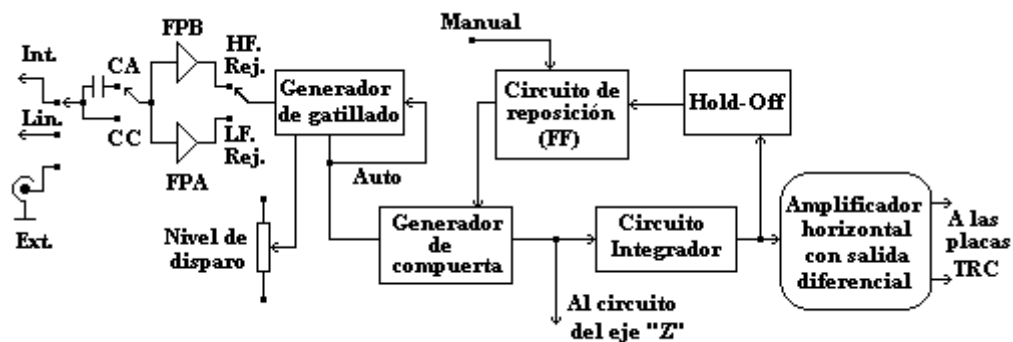 Int.
Lin.
Ext.
CA
CC
FPB
FPA
HF.
Rej.
LF.
Rej.
Generador
de gatillado
Auto
Nivel de
disparo
Manual
Circuito de
reposición
(FF)
Hold-Off
Generador
de
compuerta
Circuito
Integrador
Al circuito
del eje "Z"
Amplificador
horizontal
con salida
diferencial
A las
placas
TRC